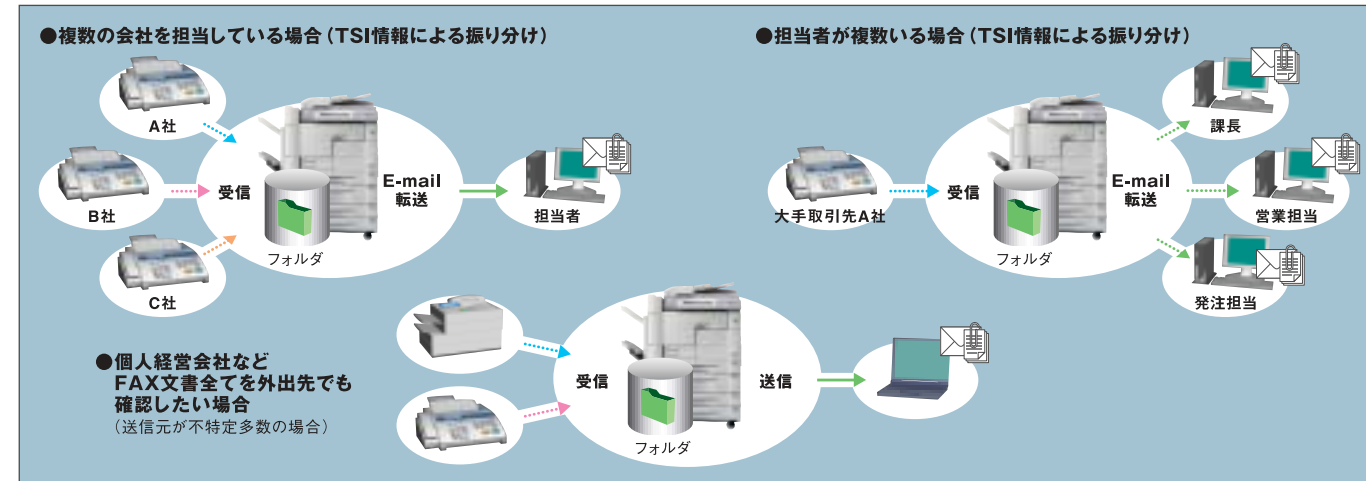 ●複数の会社を担当している場合(TSI情報による振り分け)
A社
B社
C社
受信
フォルダ
E-mail
転送
担当者
●担当者が複数いる場合(TSI情報による振り分け)
大手取引先A社
受信
フォルダ
E-mail
転送
課長
営業担当
発注担当
●個人経営会社など
FAX文書全てを外出先でも
確認したい場合
(送信元が不特定多数の場合)
受信
フォルダ
送信